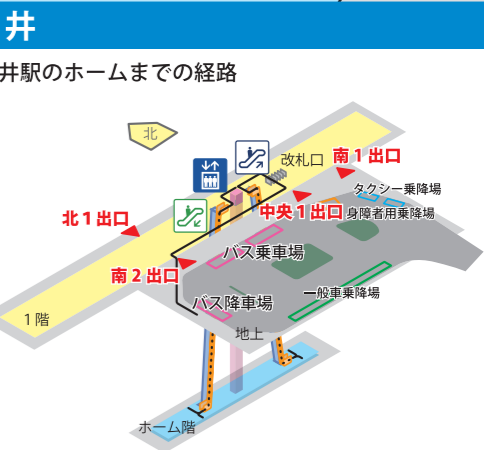 井
井駅のホームまでの経路
北
改札口
南1出口
タクシー乗降場
北1出口
中央1出口
身障者用乗降場
バス乗車場
南2出口
一般車乗降場
バス降車場
1階
地上
ホーム階